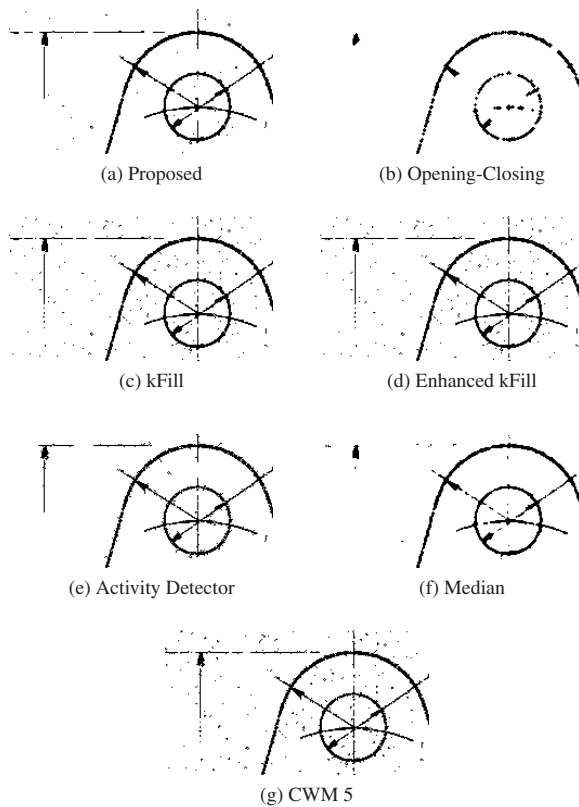 (a) Proposed
(b) Opening-Closing
(c) kFill
(d) Enhanced kFill
(e) Activity Detector
(f) Median
(g) CWM 5